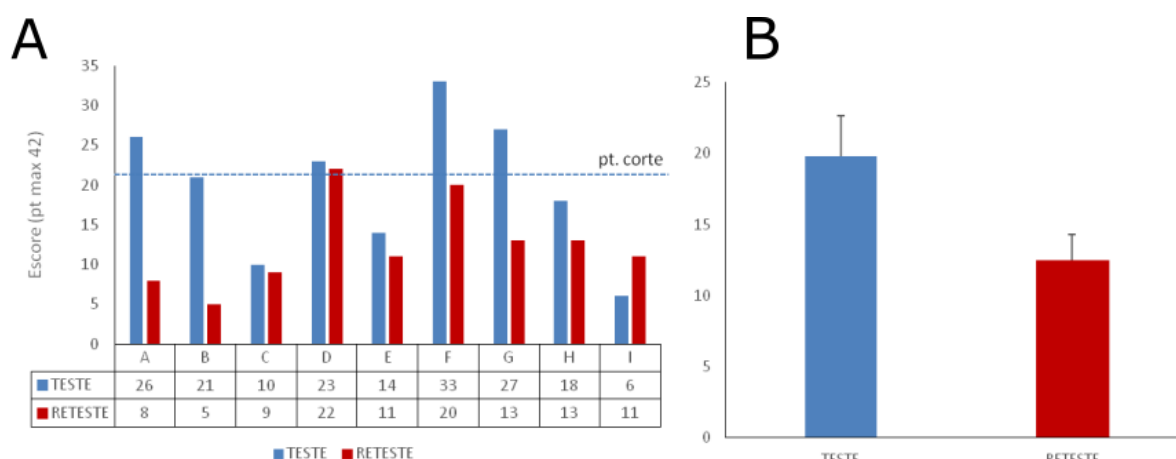 A
Escore (pt max 42)
35
30
25
20
15
10
5
0
pt. corte
A B C D E F G H I
TESTE 26 21 10 23 14 33 27 18 6
RETESTE 8 5 9 22 11 20 13 13 11
TESTE RETESTE
B
25
20
15
10
5
0
TESTE RETESTE